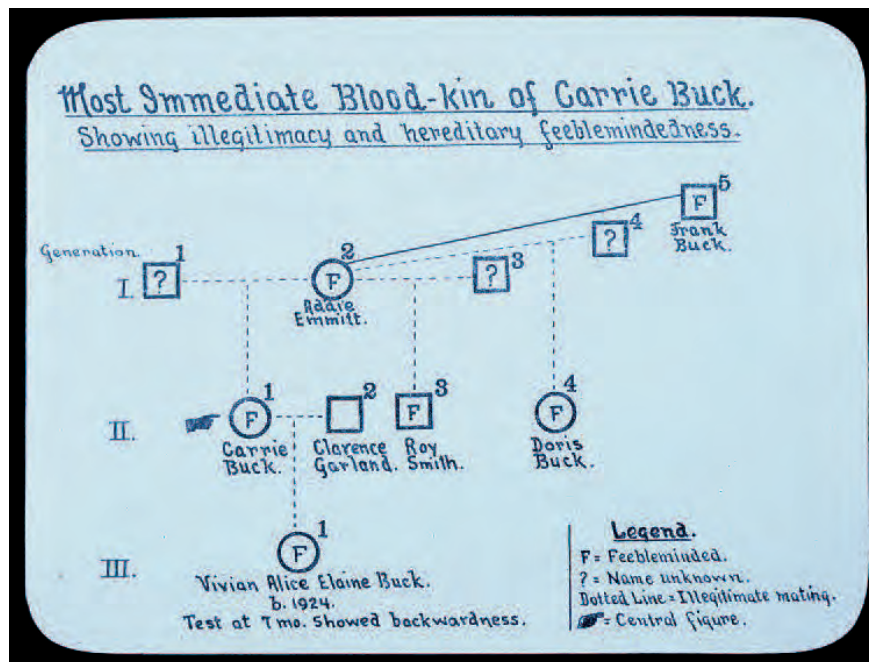 Most Immediate Blood-kin of Carrie Buck.
Showing illegitimacy and hereditary feeblemindedness.
5
F
Frank
Buck.
4
?
Generation.
I.
1
?
2
F
Addie
Emmitt.
3
?
II.
1
F
Carrie
Buck.
2
Clarence
Garland.
3
F
Roy
Smith.
4
F
Doris
Buck.
III.
1
F
Vivian Alice Elaine Buck.
b. 1924.
Test at 7 mo. showed backwardness.
Legend.
F = Feebleminded.
? = Name unknown.
Dotted Line = Illegitimate mating.
= Central figure.